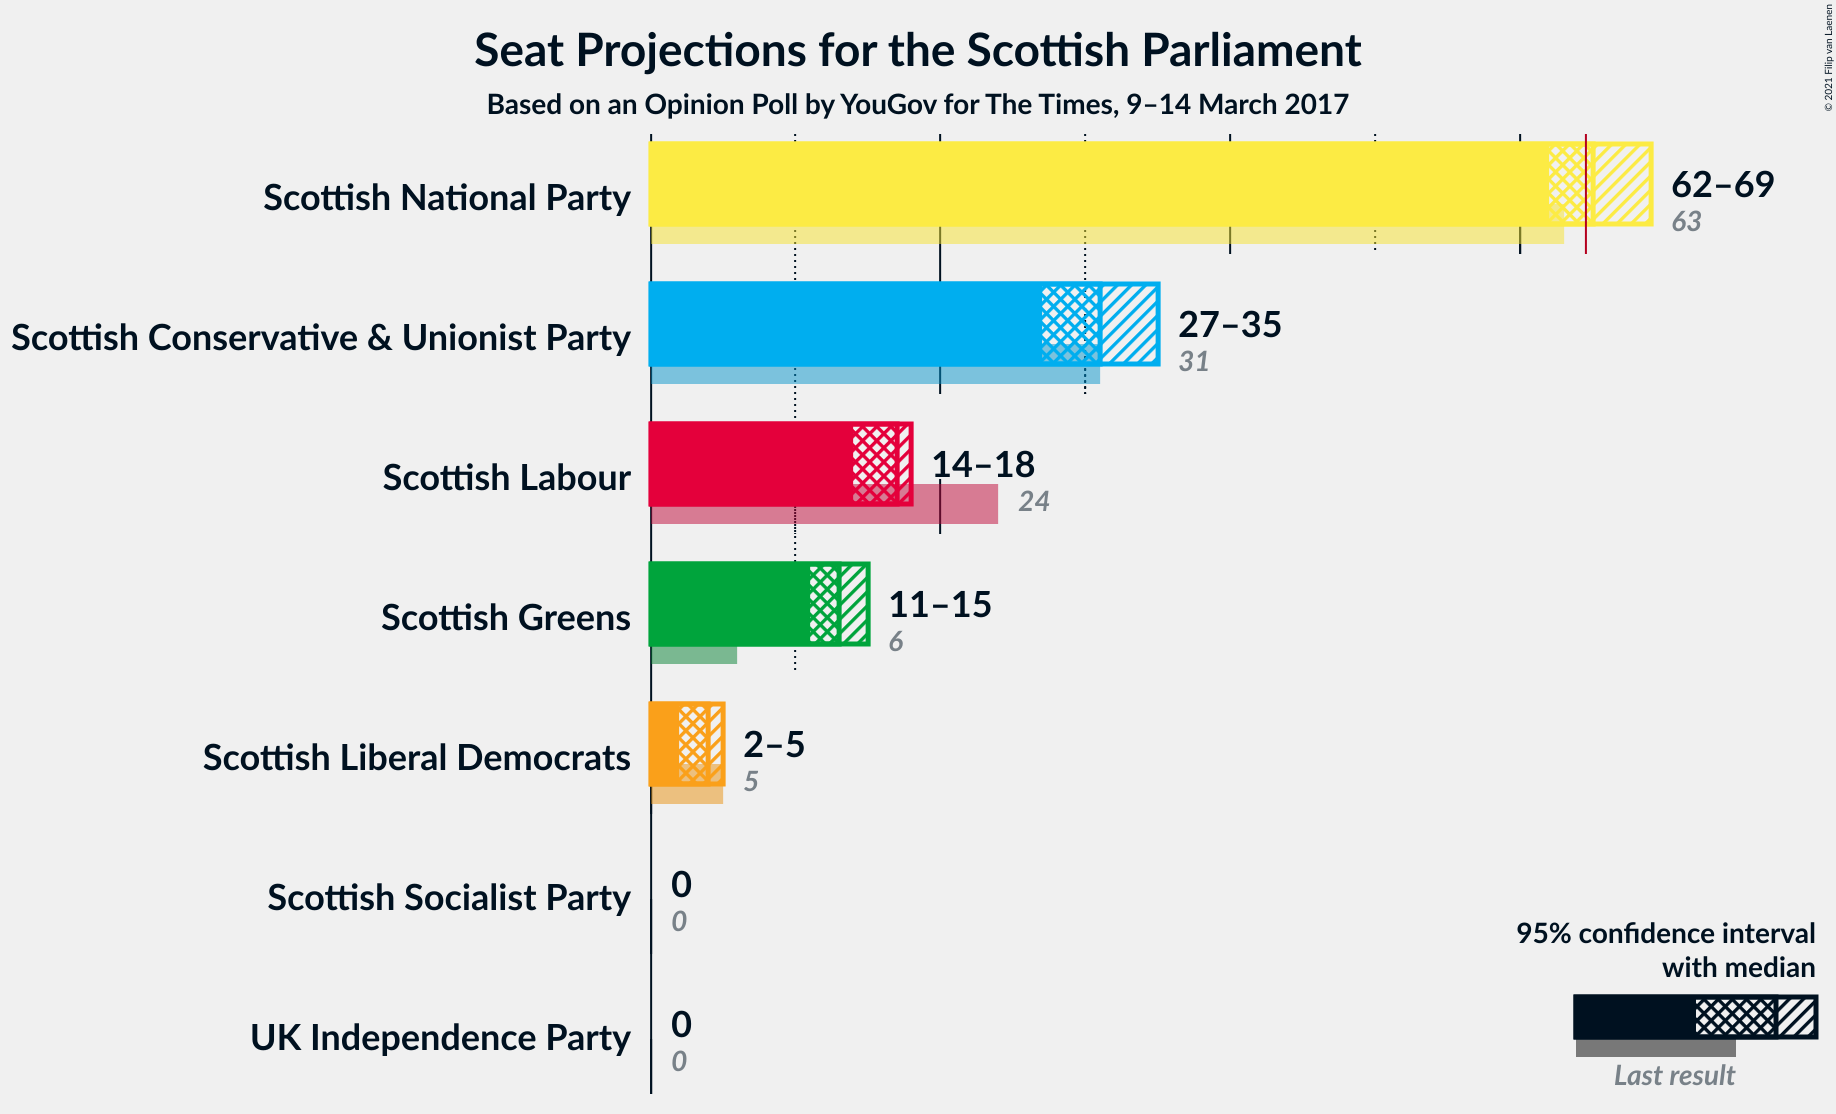 Seat Projections for the Scottish Parliament
Based on an Opinion Poll by YouGov for The Times, 9–14 March 2017
© 2021 Filip van Laenen
Scottish National Party
62–69
63
Scottish Conservative & Unionist Party
27–35
31
Scottish Labour
14–18
24
Scottish Greens
11–15
6
Scottish Liberal Democrats
2–5
5
Scottish Socialist Party
0
0
UK Independence Party
0
0
95% confidence interval
with median
Last result